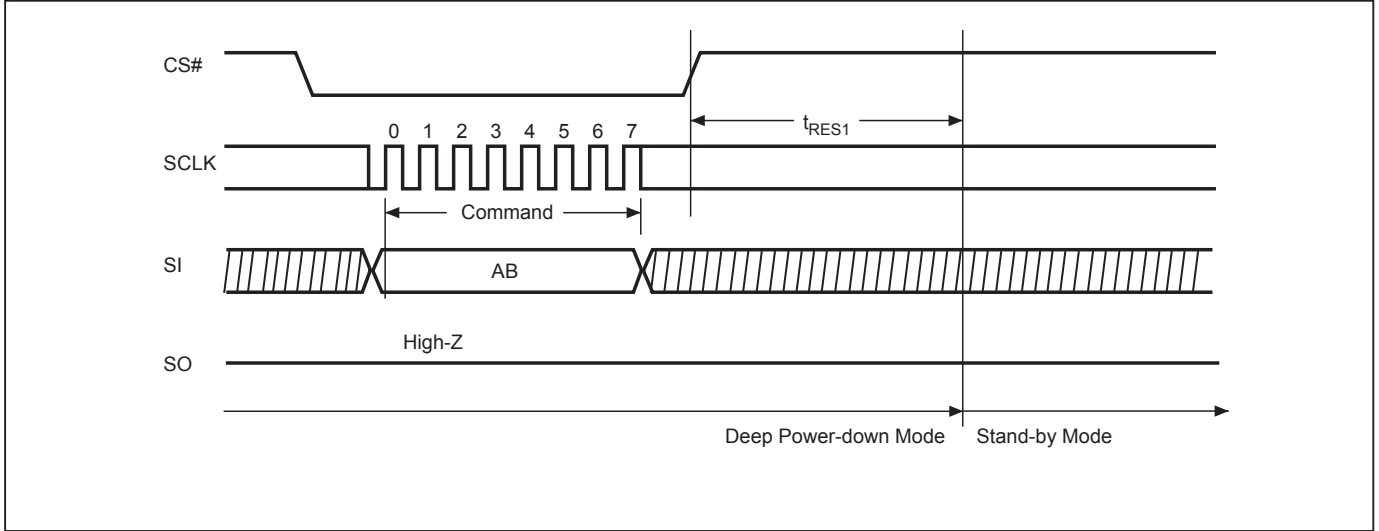 CS#
tRES1
0 1 2 3 4 5 6 7
SCLK
Command
SI
AB
High-Z
SO
Deep Power-down Mode Stand-by Mode